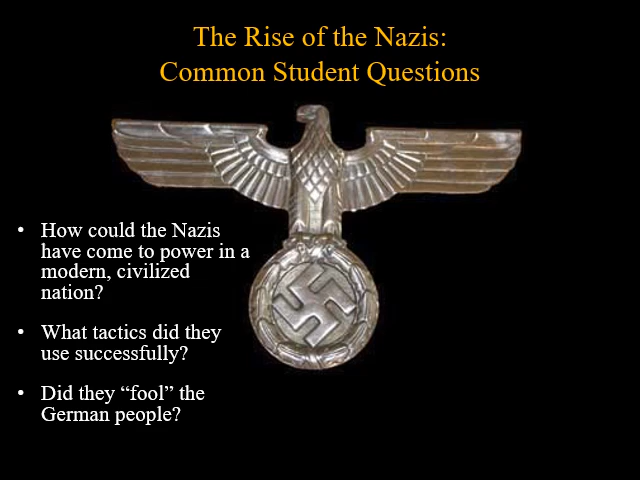 The Rise of the Nazis:
Common Student Questions
• How could the Nazis
have come to power in a
modern, civilized
nation?
• What tactics did they
use successfully?
• Did they “fool” the
German people?